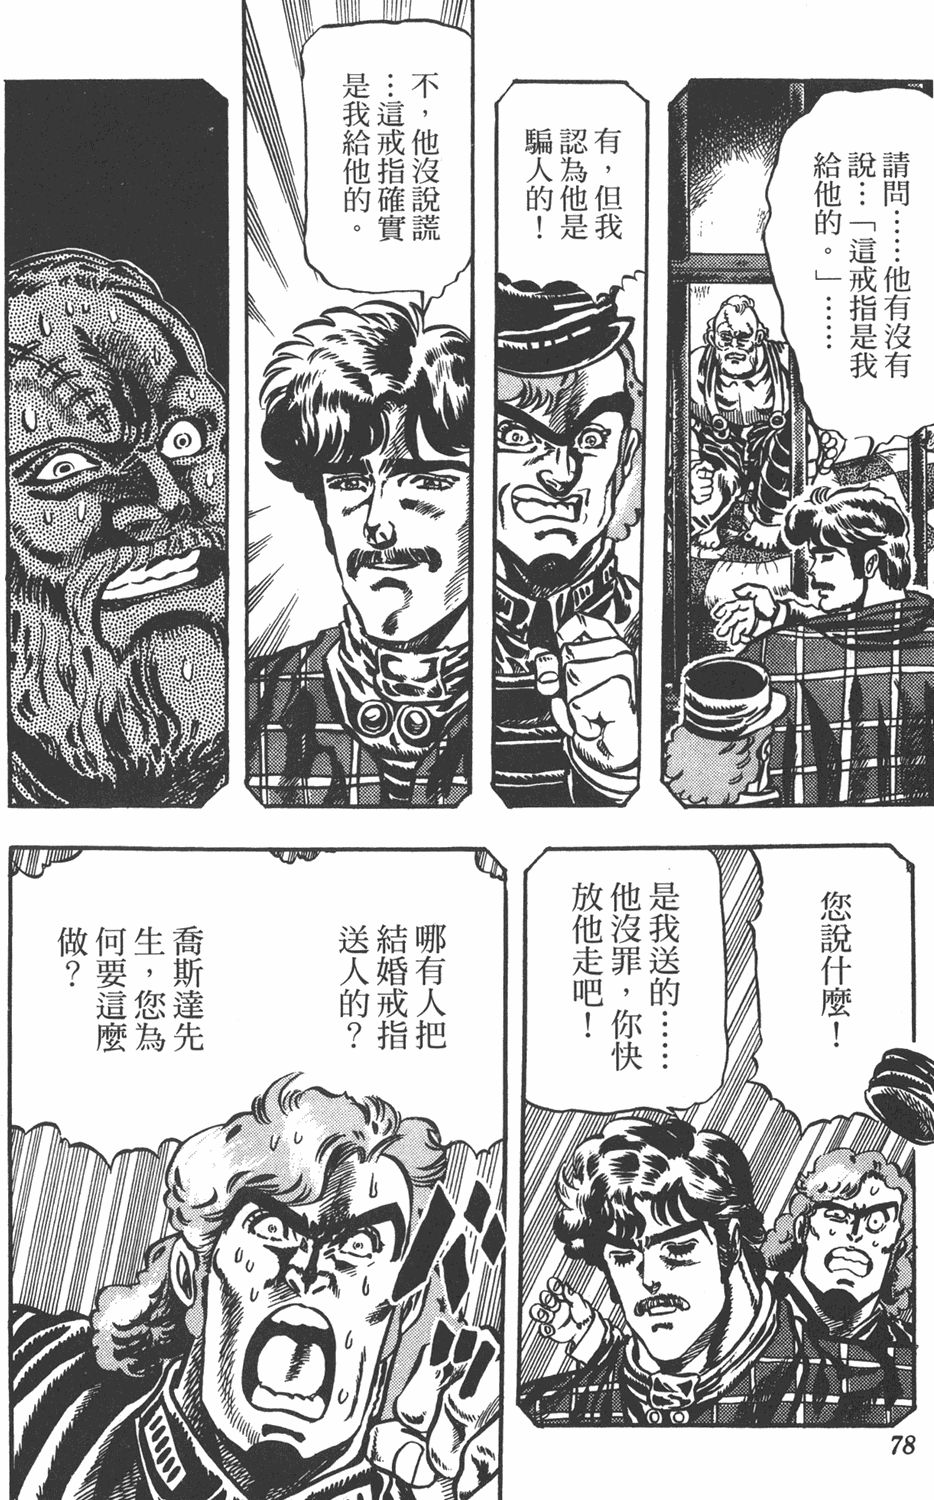 請問……他有沒有
說…「這戒指是我
給他的。」……
有，但我
認為他是
騙人的！
不，他沒說謊
…這戒指確實
是我給他的。
您說什麼！
是我送的……
他沒罪，你快
放他走吧！
哪有人把
結婚戒指
送人的？
喬斯達先
生，您為
何要這麼
做？
78